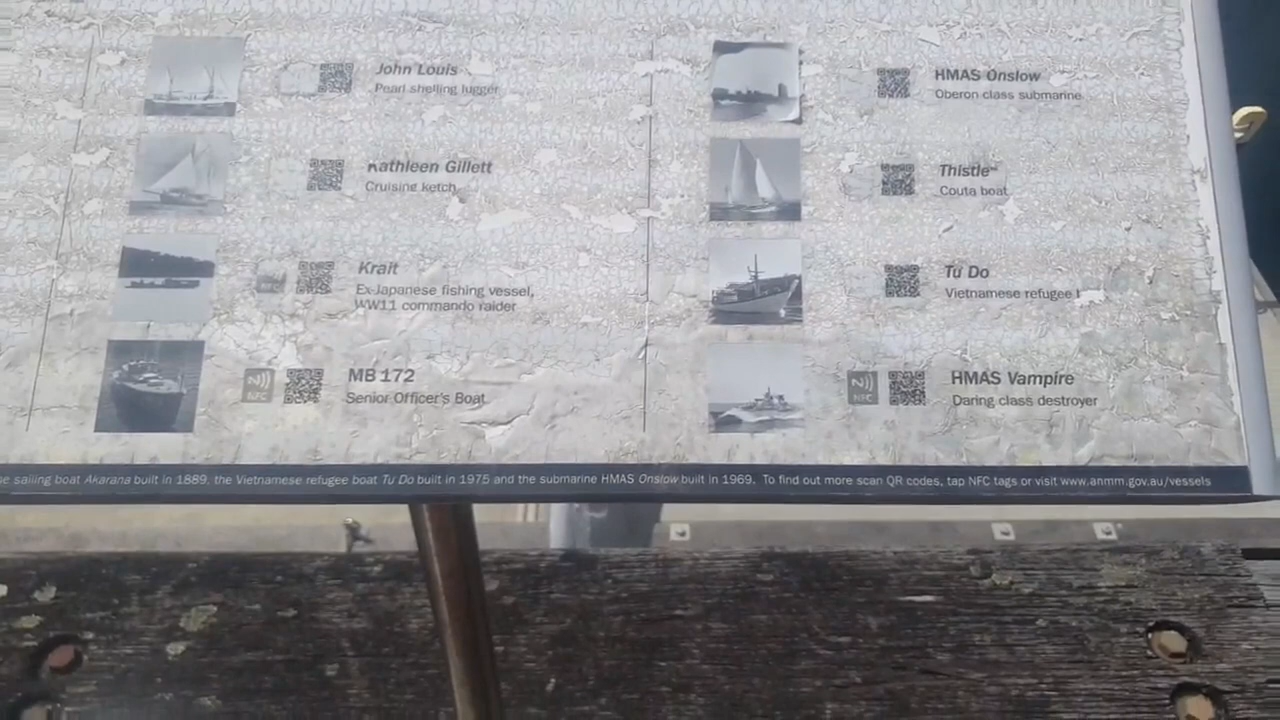 John Louis
Pearl shelling lugger
Kathleen Gillett
Cruising ketch
Krait
Ex-Japanese fishing vessel,
WW11 commando raider
NFC
MB 172
Senior Officer's Boat
HMAS Onslow
Oberon class submarine
Thistle
Couta boat
Tu Do
Vietnamese refugee
NFC
HMAS Vampire
Daring class destroyer
sailing boat Akarana built in 1889, the Vietnamese refugee boat Tu Do built in 1975 and the submarine HMAS Onslow built in 1969. To find out more scan QR codes, tap NFC tags or visit www.anmm.gov.au/vessels